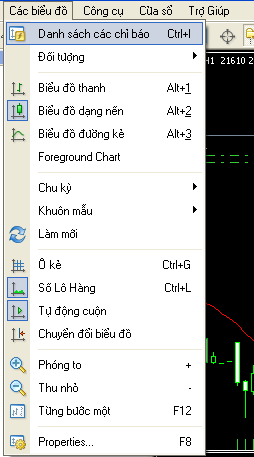 Các biểu đồ Công cụ Cửa sổ Trợ Giúp
Danh sách các chỉ báo Ctrl+I
Đối tượng
H1 21610 2
Biểu đồ thanh Alt+1
Biểu đồ dạng nến Alt+2
Biểu đồ đường kẻ Alt+3
Foreground Chart
Chu kỳ
Khuôn mẫu
Làm mới
Ô kẻ Ctrl+G
Số Lô Hàng Ctrl+L
Tự động cuộn
Chuyển đổi biểu đồ
Phóng to +
Thu nhỏ -
Từng bước một F12
Properties... F8